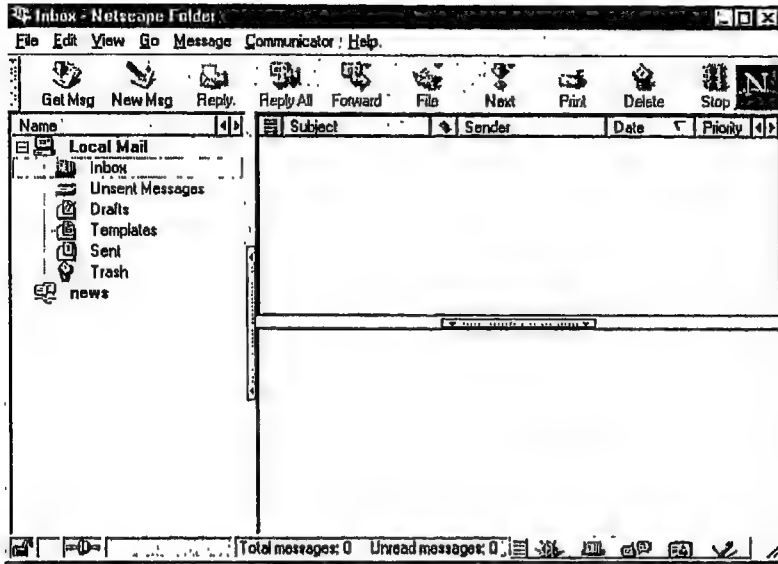 Inbox - Netscape Folder
File Edit View Go Message Communicator Help
Get Msg New Msg Reply Reply All Forward File Next Print Delete Stop N
Name Subject Sender Date Priority
Local Mail
Inbox
Unsent Messages
Drafts
Templates
Sent
Trash
news
Total messages: 0 Unread messages: 0